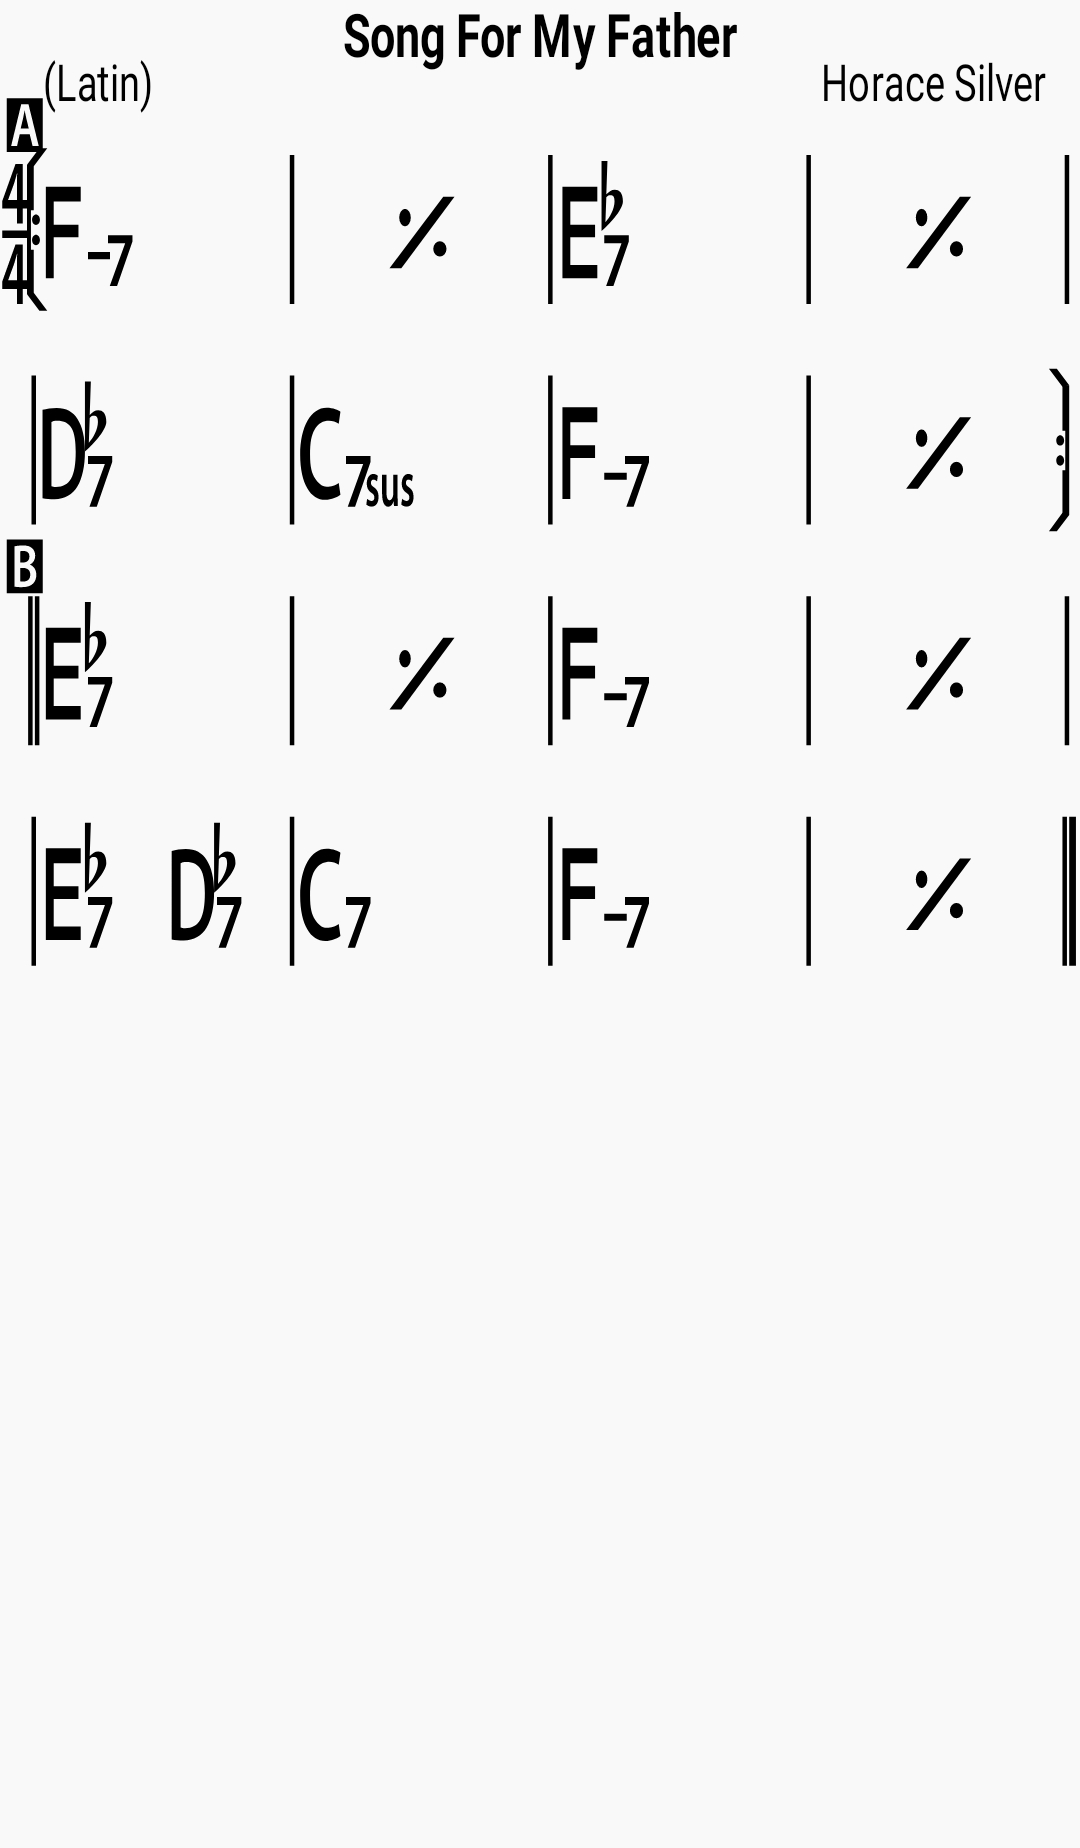 Song For My Father
(Latin) Horace Silver
A
4/4 F–7 | 𝄎 | E♭7 | 𝄎 |
| D♭7 | C7sus | F–7 | 𝄎 :
B
E♭7 | 𝄎 | F–7 | 𝄎 |
| E♭7 D♭7 | C7 | F–7 | 𝄎 ||